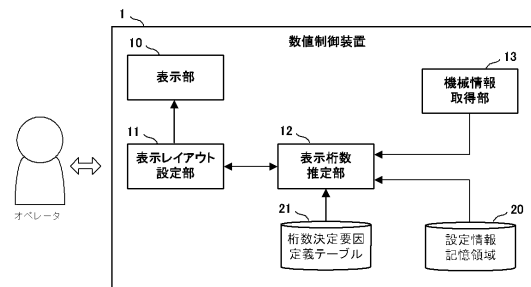 1
数値制御装置
10
表示部
13
機械情報
取得部
11
表示レイアウト
設定部
12
表示桁数
推定部
オペレータ
21
桁数決定要因
定義テーブル
20
設定情報
記憶領域